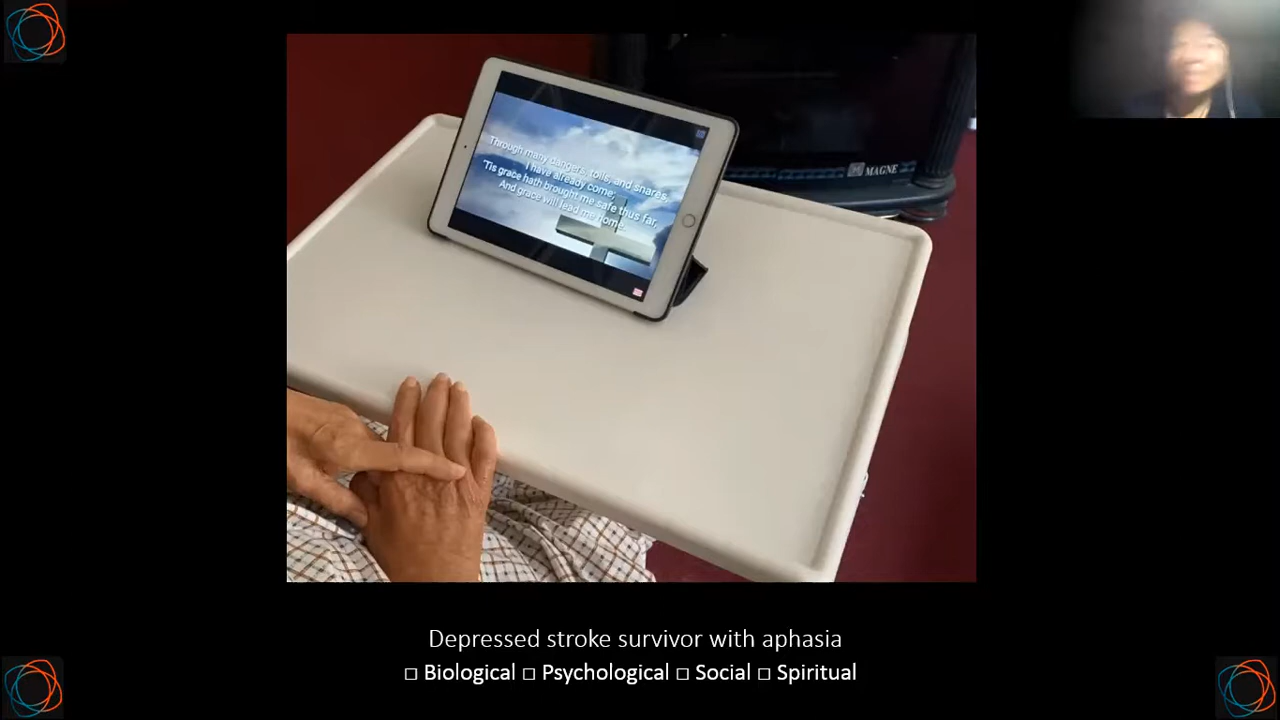 Through many dangers, toils, and snares,
I have already come;
'Tis grace hath brought me safe thus far,
And grace will lead me home.
MAGNE
Depressed stroke survivor with aphasia
□ Biological □ Psychological □ Social □ Spiritual